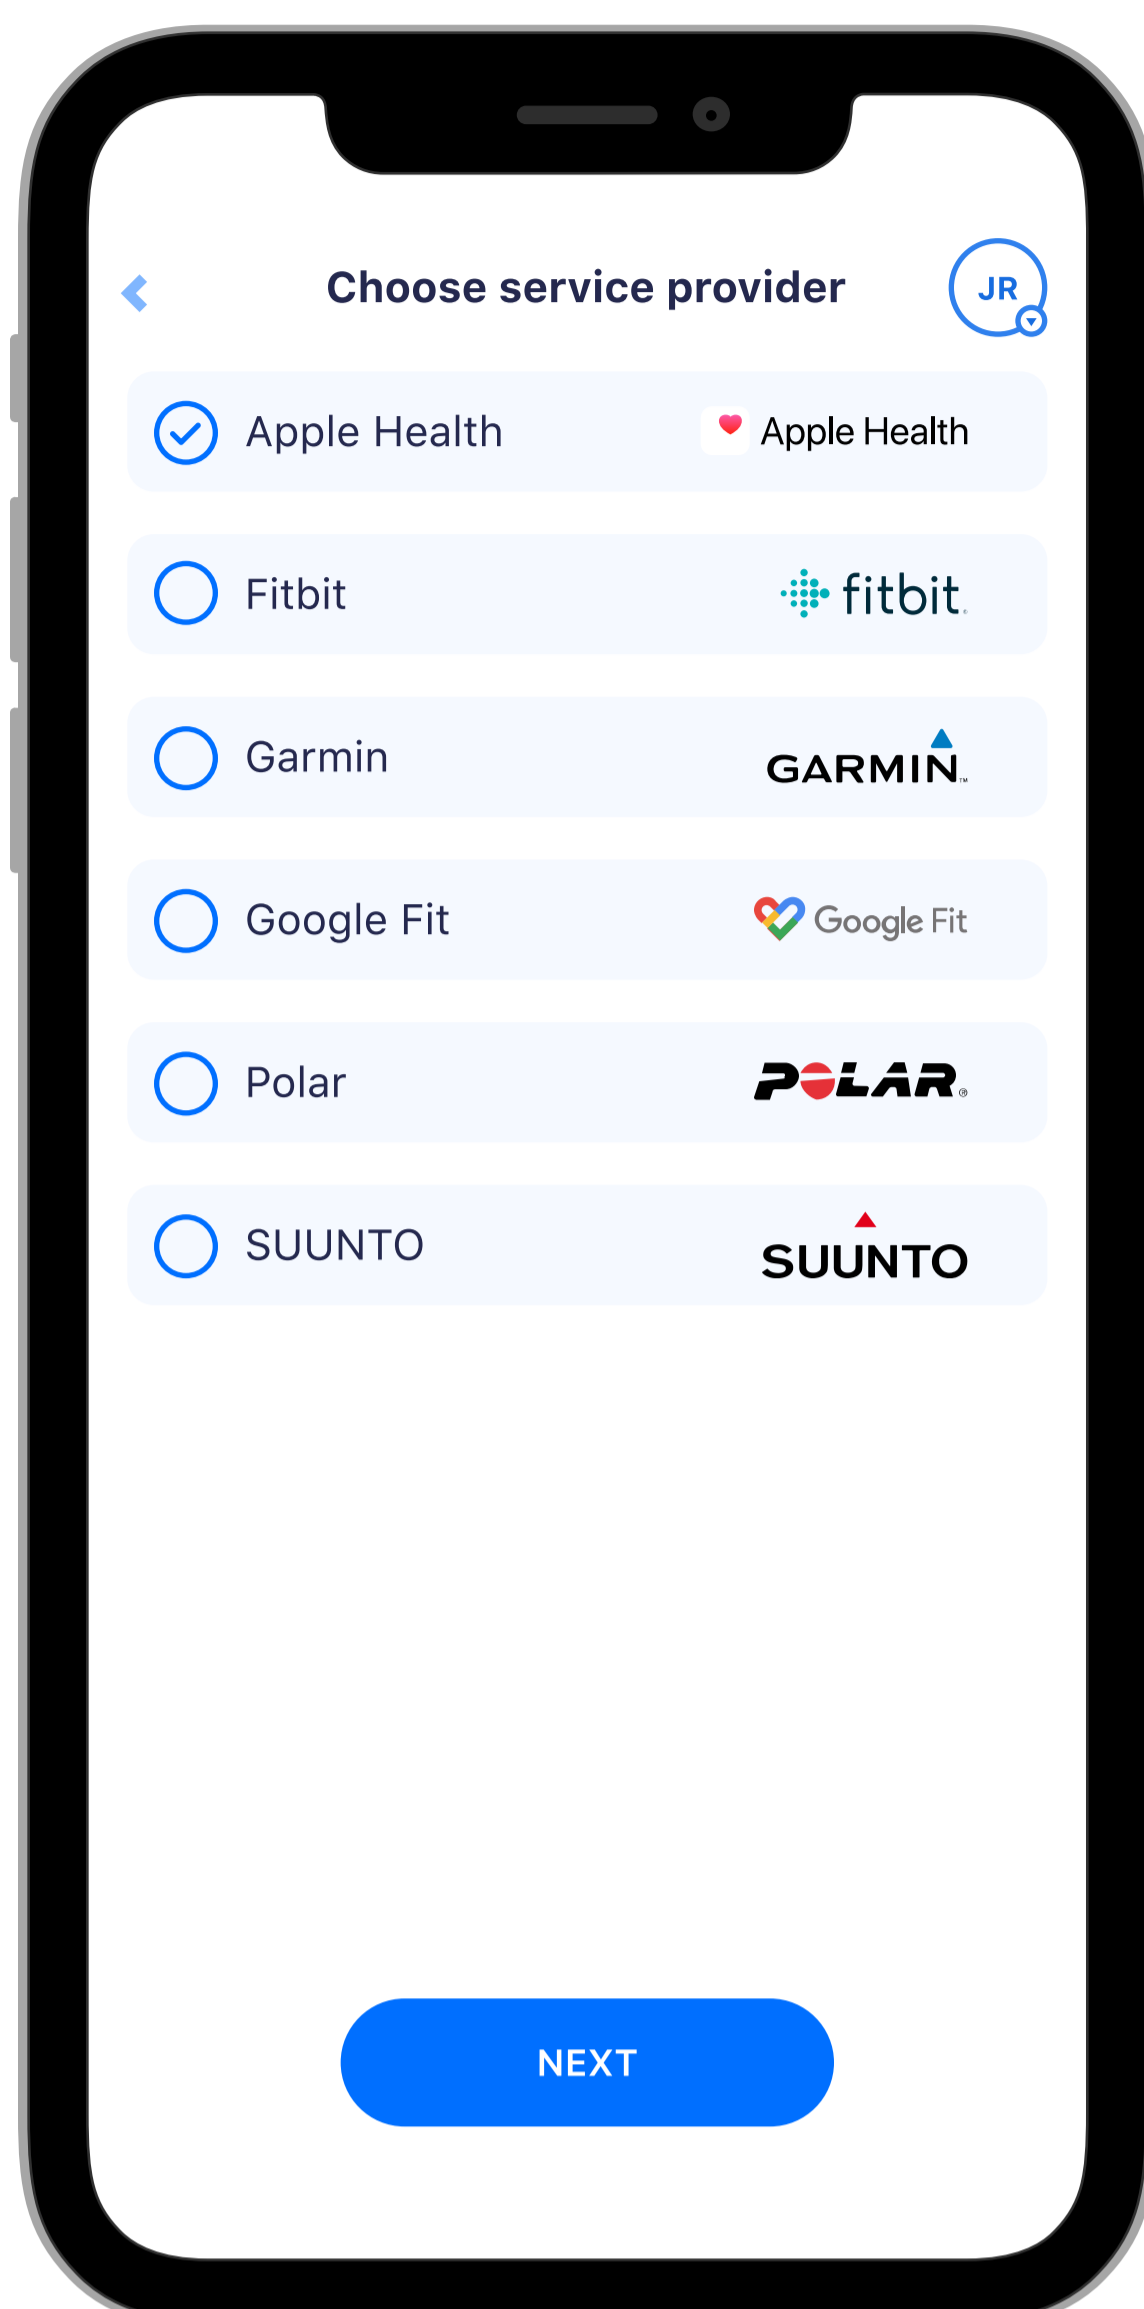 Choose service provider
JR
Apple Health
Apple Health
Fitbit
fitbit
Garmin
GARMIN™
Google Fit
Google Fit
Polar
POLAR®
SUUNTO
SUUNTO
NEXT